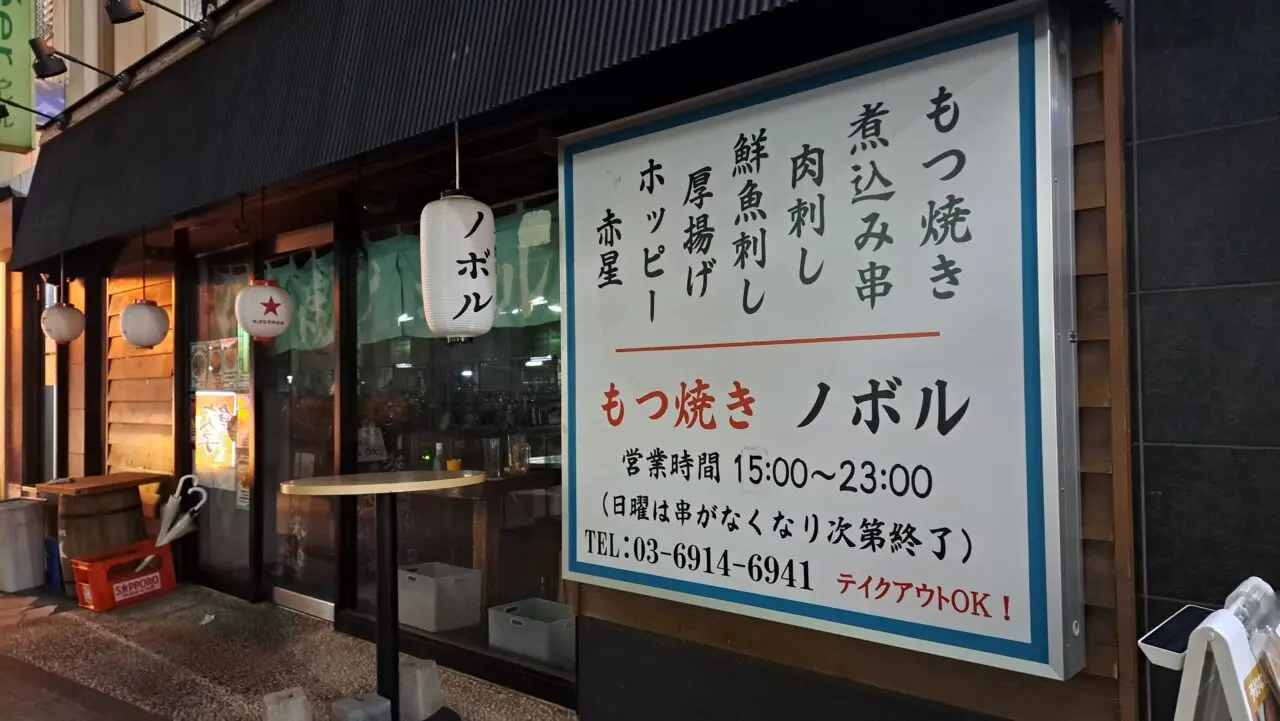 もつ焼き
煮込み串
肉刺し
鮮魚刺し
厚揚げ
ホッピー
赤星
もつ焼き ノボル
営業時間 15:00～23:00
(日曜は串がなくなり次第終了)
TEL:03-6914-6941
テイクアウトOK!
ノボル
SAPPORO
er